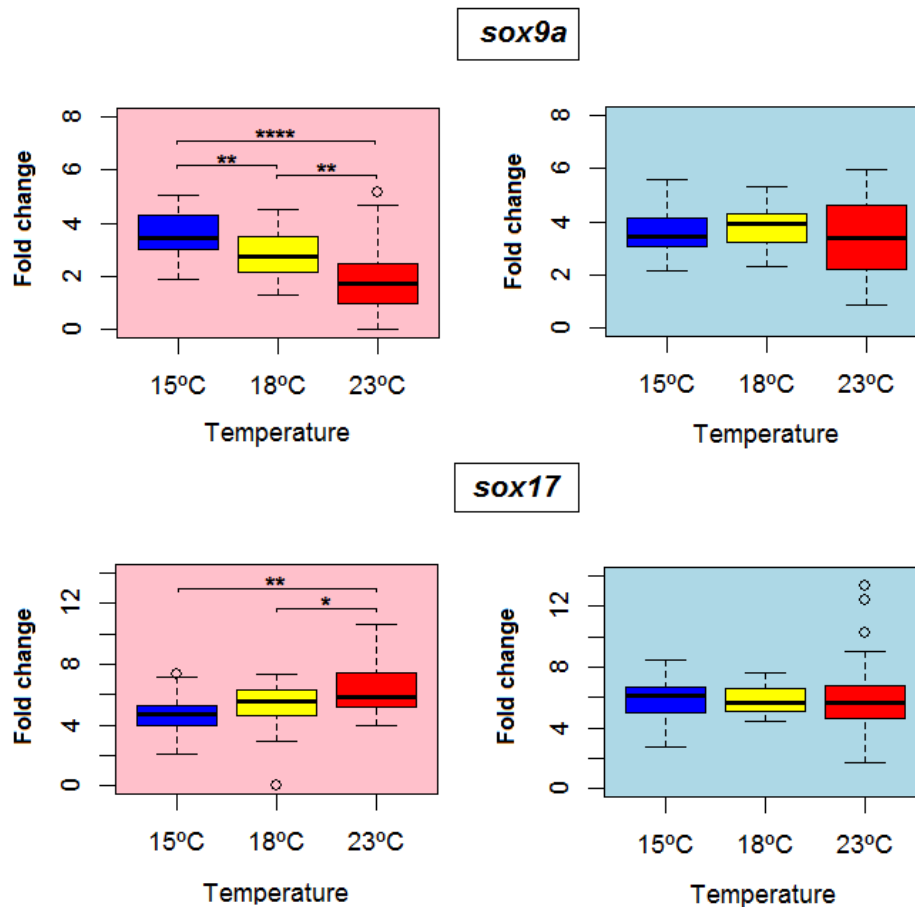 sox9a
8
6
4
2
0
Fold change
****
**
**
15ºC
18ºC
23ºC
Temperature
8
6
4
2
0
Fold change
15ºC
18ºC
23ºC
Temperature
sox17
12
8
4
0
Fold change
**
*
15ºC
18ºC
23ºC
Temperature
12
8
4
0
Fold change
15ºC
18ºC
23ºC
Temperature